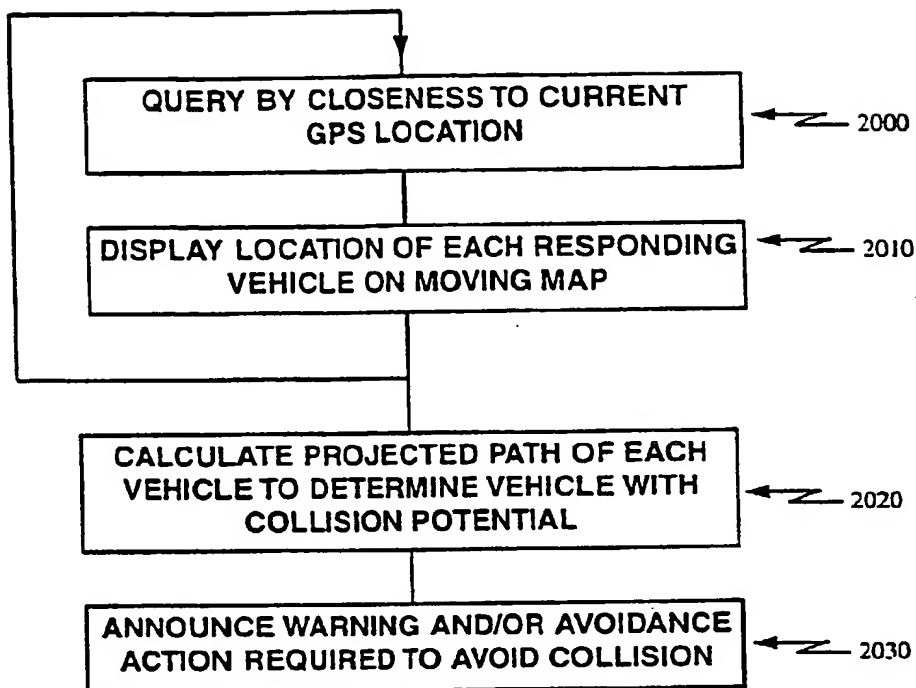 QUERY BY CLOSENESS TO CURRENT
GPS LOCATION
2000
DISPLAY LOCATION OF EACH RESPONDING
VEHICLE ON MOVING MAP
2010
CALCULATE PROJECTED PATH OF EACH
VEHICLE TO DETERMINE VEHICLE WITH
COLLISION POTENTIAL
2020
ANNOUNCE WARNING AND/OR AVOIDANCE
ACTION REQUIRED TO AVOID COLLISION
2030